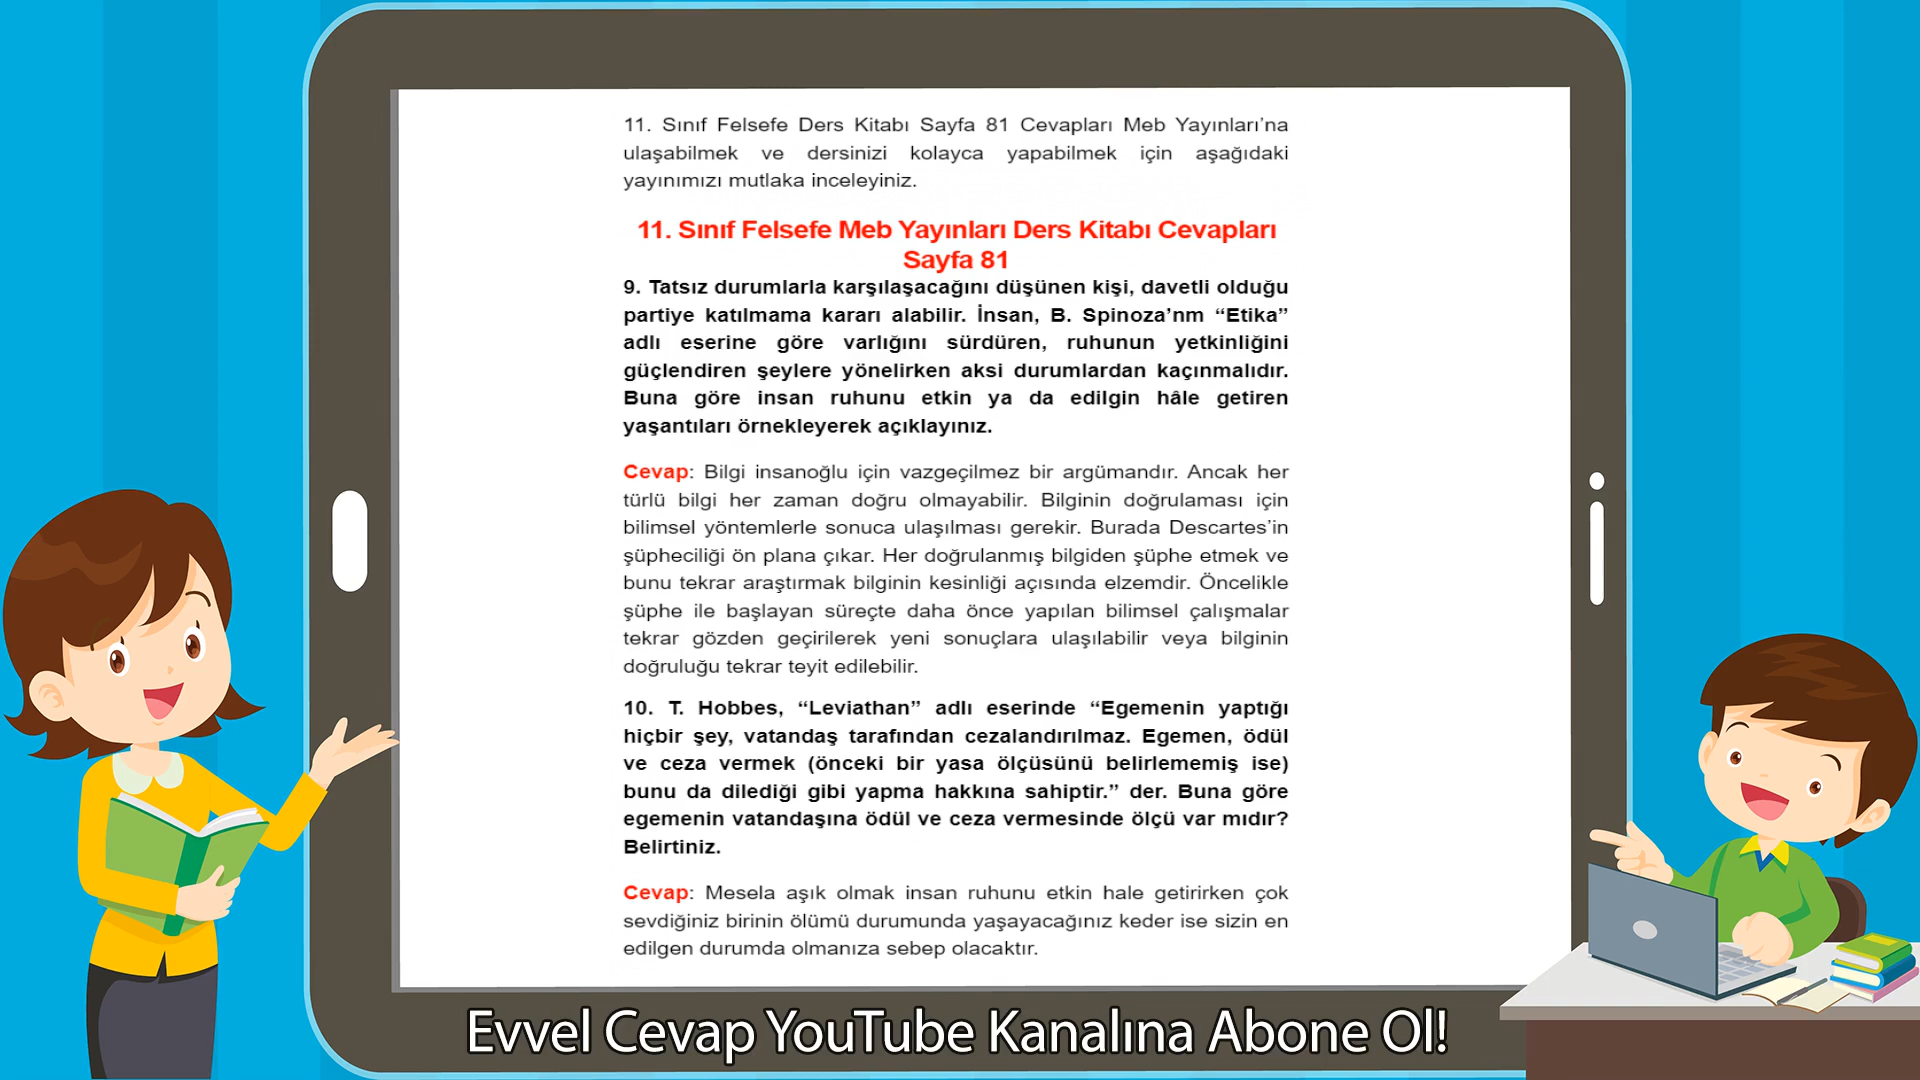 11. Sınıf Felsefe Ders Kitabı Sayfa 81 Cevapları Meb Yayınları’na
ulaşabilmek ve dersinizi kolayca yapabilmek için aşağıdaki
yayınımızı mutlaka inceleyiniz.
11. Sınıf Felsefe Meb Yayınları Ders Kitabı Cevapları
Sayfa 81
9. Tatsız durumlarla karşılaşacağını düşünen kişi, davetli olduğu
partiye katılmama kararı alabilir. İnsan, B. Spinoza’nm “Etika”
adlı eserine göre varlığını sürdüren, ruhunun yetkinliğini
güçlendiren şeylere yönelirken aksi durumlardan kaçınmalıdır.
Buna göre insan ruhunu etkin ya da edilgin hâle getiren
yaşantıları örnekleyerek açıklayınız.
Cevap: Bilgi insanoğlu için vazgeçilmez bir argümandır. Ancak her
türlü bilgi her zaman doğru olmayabilir. Bilginin doğrulaması için
bilimsel yöntemlerle sonuca ulaşılması gerekir. Burada Descartes’in
şüpheciliği ön plana çıkar. Her doğrulanmış bilgiden şüphe etmek ve
bunu tekrar araştırmak bilginin kesinliği açısında elzemdir. Öncelikle
şüphe ile başlayan süreçte daha önce yapılan bilimsel çalışmalar
tekrar gözden geçirilerek yeni sonuçlara ulaşılabilir veya bilginin
doğruluğu tekrar teyit edilebilir.
10. T. Hobbes, “Leviathan” adlı eserinde “Egemenin yaptığı
hiçbir şey, vatandaş tarafından cezalandırılmaz. Egemen, ödül
ve ceza vermek (önceki bir yasa ölçüsünü belirlememiş ise)
bunu da dilediği gibi yapma hakkına sahiptir.” der. Buna göre
egemenin vatandaşına ödül ve ceza vermesinde ölçü var mıdır?
Belirtiniz.
Cevap: Mesela aşık olmak insan ruhunu etkin hale getirirken çok
sevdiğiniz birinin ölümü durumunda yaşayacağınız keder ise sizin en
edilgen durumda olmanıza sebep olacaktır.
Evvel Cevap YouTube Kanalına Abone Ol!